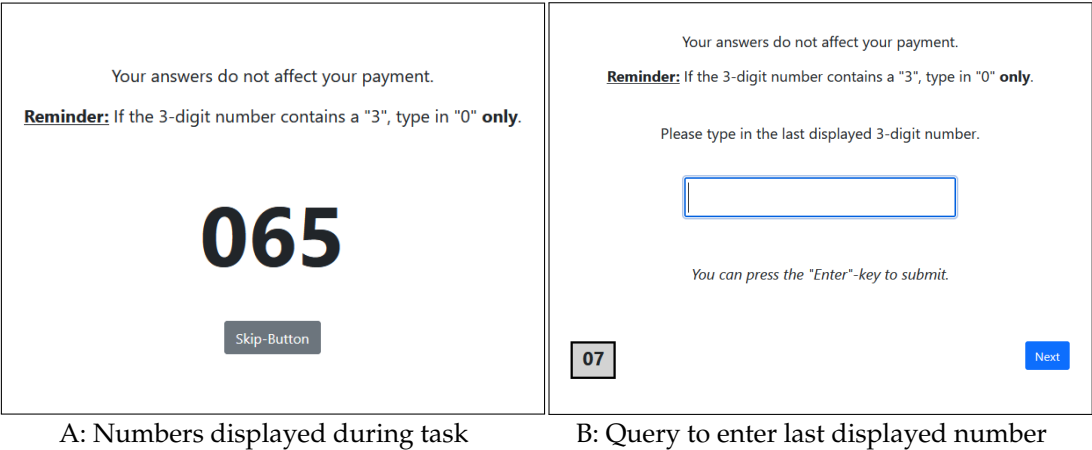 Your answers do not affect your payment.
Reminder: If the 3-digit number contains a "3", type in "0" only.
065
Skip-Button
A: Numbers displayed during task
Your answers do not affect your payment.
Reminder: If the 3-digit number contains a "3", type in "0" only.
Please type in the last displayed 3-digit number.
You can press the "Enter"-key to submit.
07
Next
B: Query to enter last displayed number